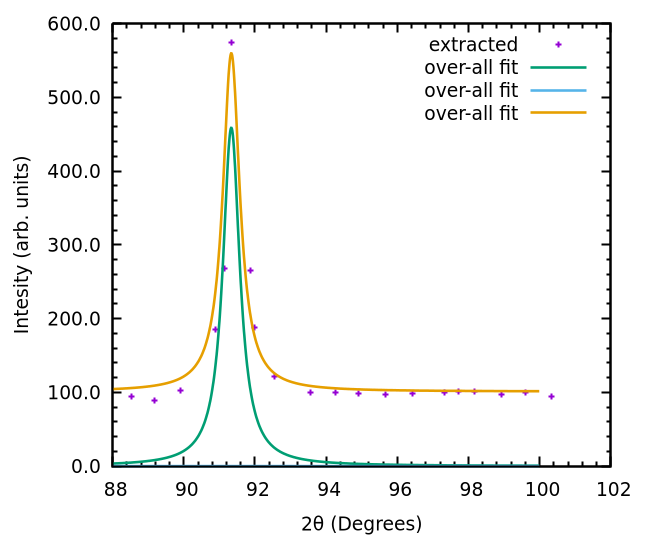 600.0
500.0
400.0
300.0
200.0
100.0
0.0
Intesity (arb. units)
extracted
over-all fit
over-all fit
over-all fit
88 90 92 94 96 98 100 102
2θ (Degrees)